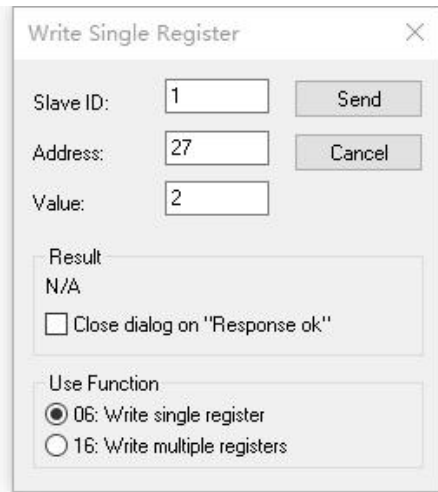 Write Single Register
Slave ID: 1 Send
Address: 27 Cancel
Value: 2
Result
N/A
Close dialog on "Response ok"
Use Function
06: Write single register
16: Write multiple registers